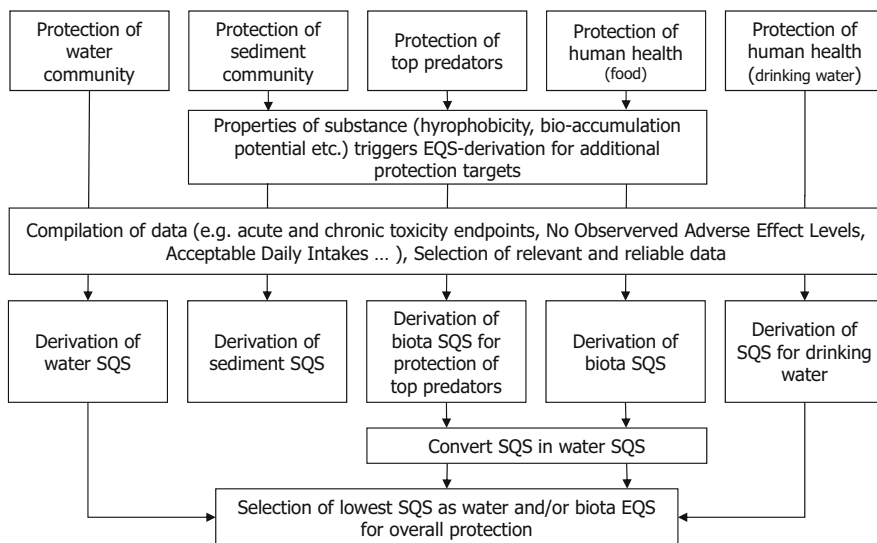 Protection of
water
community
Protection of
sediment
community
Protection of
top predators
Protection of
human health
(food)
Protection of
human health
(drinking water)
Properties of substance (hyrophobicity, bio-accumulation
potential etc.) triggers EQS-derivation for additional
protection targets
Compilation of data (e.g. acute and chronic toxicity endpoints, No Observerved Adverse Effect Levels,
Acceptable Daily Intakes ... ), Selection of relevant and reliable data
Derivation of
water SQS
Derivation of
sediment SQS
Derivation of
biota SQS for
protection of
top predators
Derivation of
biota SQS
Derivation of
SQS for drinking
water
Convert SQS in water SQS
Selection of lowest SQS as water and/or biota EQS
for overall protection